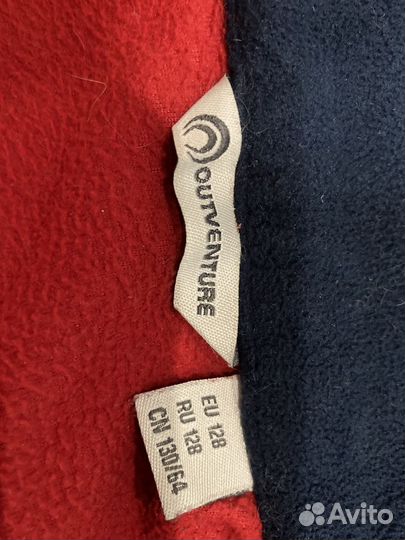 OUTVENTURE
EU 128
RU 128
CN 130/64
Avito